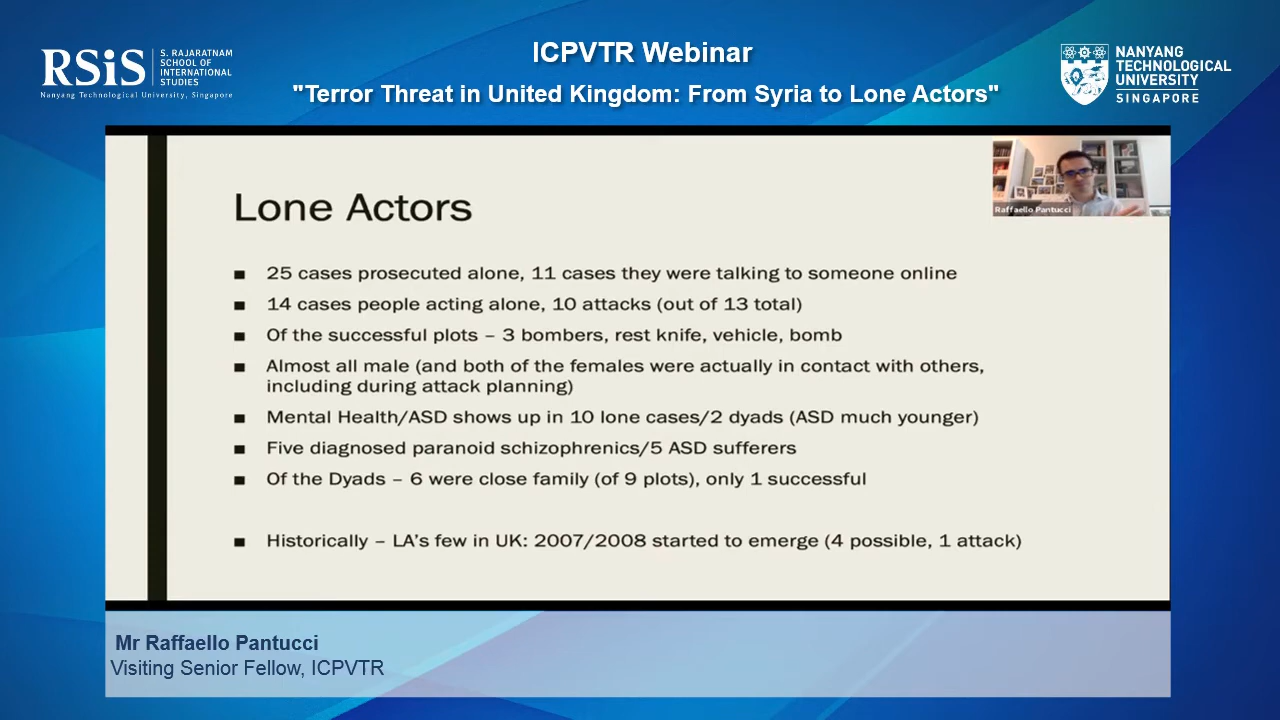 RSiS
S. RAJARATNAM
SCHOOL OF
INTERNATIONAL
STUDIES
Nanyang Technological University, Singapore
ICPVTR Webinar
"Terror Threat in United Kingdom: From Syria to Lone Actors"
NANYANG
TECHNOLOGICAL
UNIVERSITY
SINGAPORE
Raffaello Pantucci
Lone Actors
■ 25 cases prosecuted alone, 11 cases they were talking to someone online
■ 14 cases people acting alone, 10 attacks (out of 13 total)
■ Of the successful plots – 3 bombers, rest knife, vehicle, bomb
■ Almost all male (and both of the females were actually in contact with others,
including during attack planning)
■ Mental Health/ASD shows up in 10 lone cases/2 dyads (ASD much younger)
■ Five diagnosed paranoid schizophrenics/5 ASD sufferers
■ Of the Dyads – 6 were close family (of 9 plots), only 1 successful
■ Historically – LA's few in UK: 2007/2008 started to emerge (4 possible, 1 attack)
Mr Raffaello Pantucci
Visiting Senior Fellow, ICPVTR